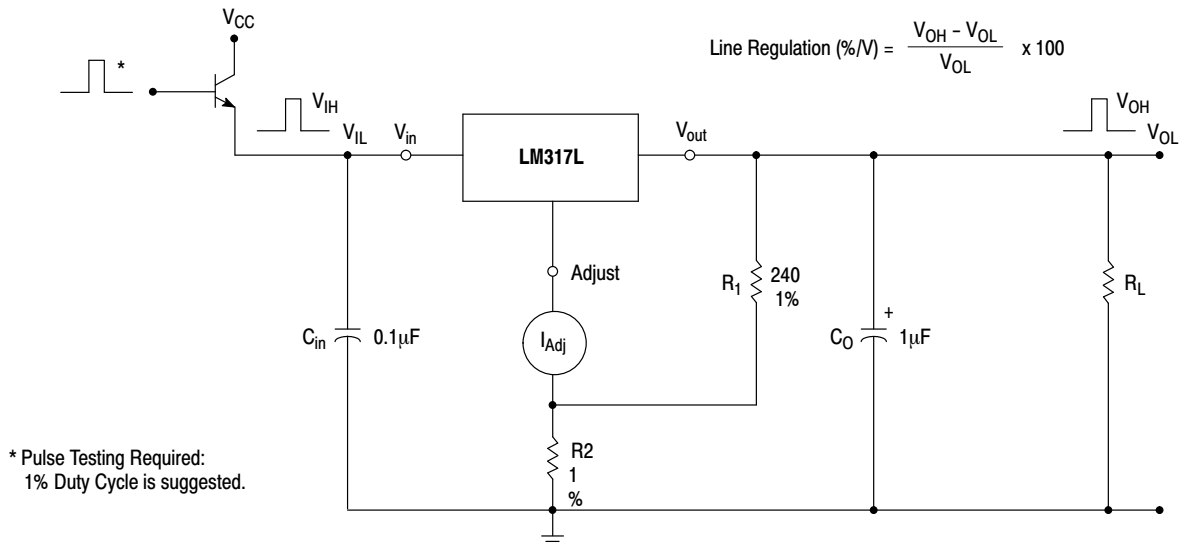 V_CC
Line Regulation (%/V) = V_OH – V_OL / V_OL x 100
*
V_IH
V_IL
V_in
LM317L
V_out
V_OH
V_OL
Adjust
R_1
240
1%
R_L
C_in
0.1µF
I_Adj
C_O
+
1µF
* Pulse Testing Required:
1% Duty Cycle is suggested.
R2
1
%